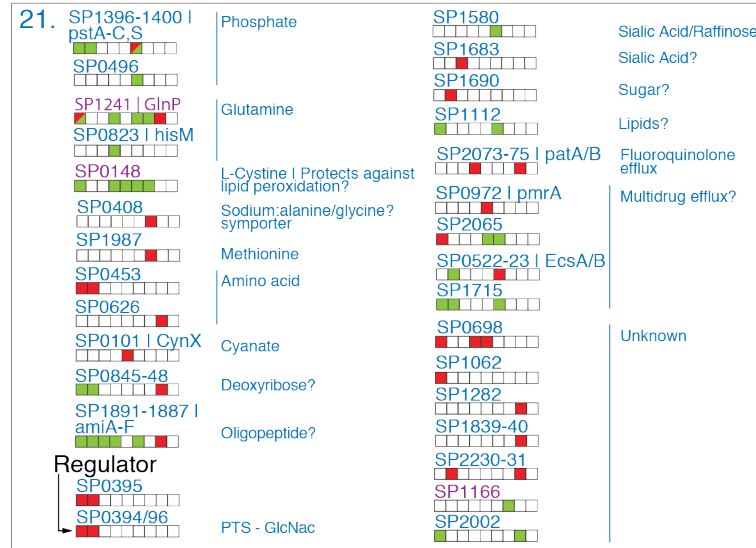 21.
SP1396-1400 |
pstA-C,S
Phosphate
SP0496
SP1241 | GlnP
Glutamine
SP0823 | hisM
SP0148
L-Cystine | Protects against
lipid peroxidation?
SP0408
Sodium:alanine/glycine?
symporter
SP1987
Methionine
SP0453
Amino acid
SP0626
SP0101 | CynX
Cyanate
SP0845-48
Deoxyribose?
SP1891-1887 |
amiA-F
Oligopeptide?
Regulator
SP0395
SP0394/96
PTS - GlcNac
SP1580
Sialic Acid/Raffinose
SP1683
Sialic Acid?
SP1690
Sugar?
SP1112
Lipids?
SP2073-75 | patA/B
Fluoroquinolone
efflux
SP0972 | pmrA
Multidrug efflux?
SP2065
SP0522-23 | EcsA/B
SP1715
SP0698
Unknown
SP1062
SP1282
SP1839-40
SP2230-31
SP1166
SP2002